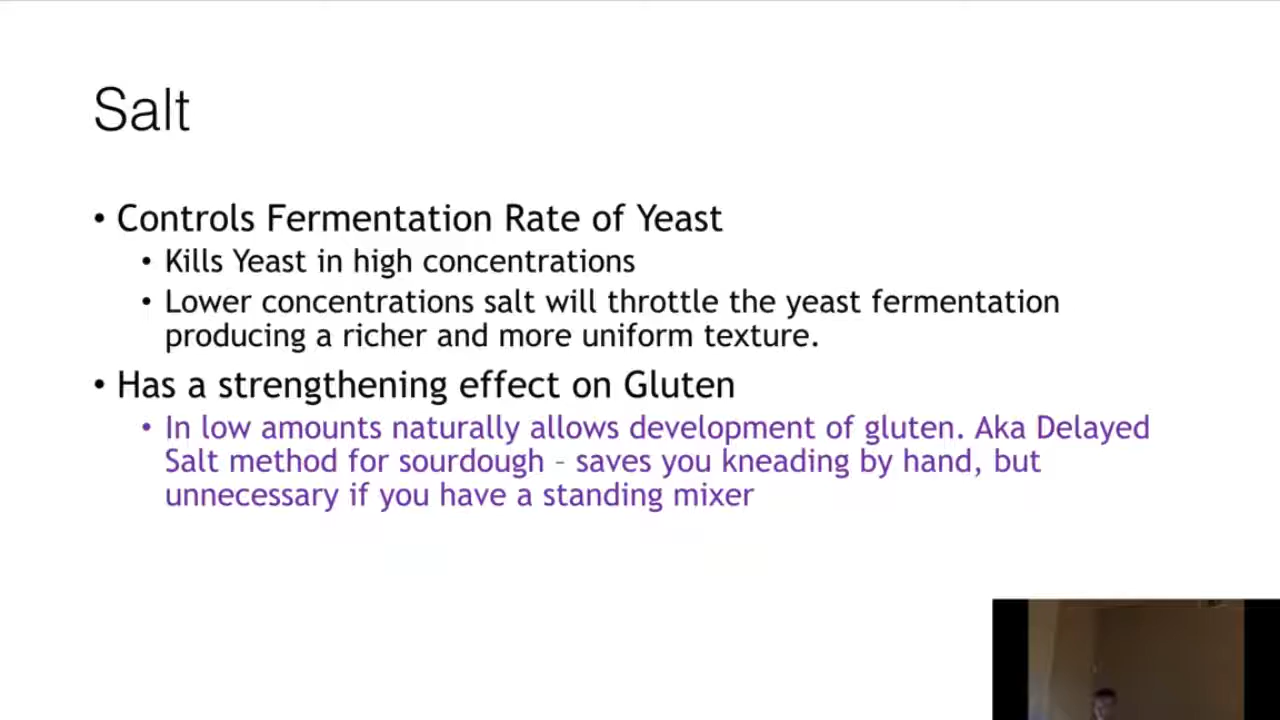 Salt
• Controls Fermentation Rate of Yeast
• Kills Yeast in high concentrations
• Lower concentrations salt will throttle the yeast fermentation
producing a richer and more uniform texture.
• Has a strengthening effect on Gluten
• In low amounts naturally allows development of gluten. Aka Delayed
Salt method for sourdough – saves you kneading by hand, but
unnecessary if you have a standing mixer